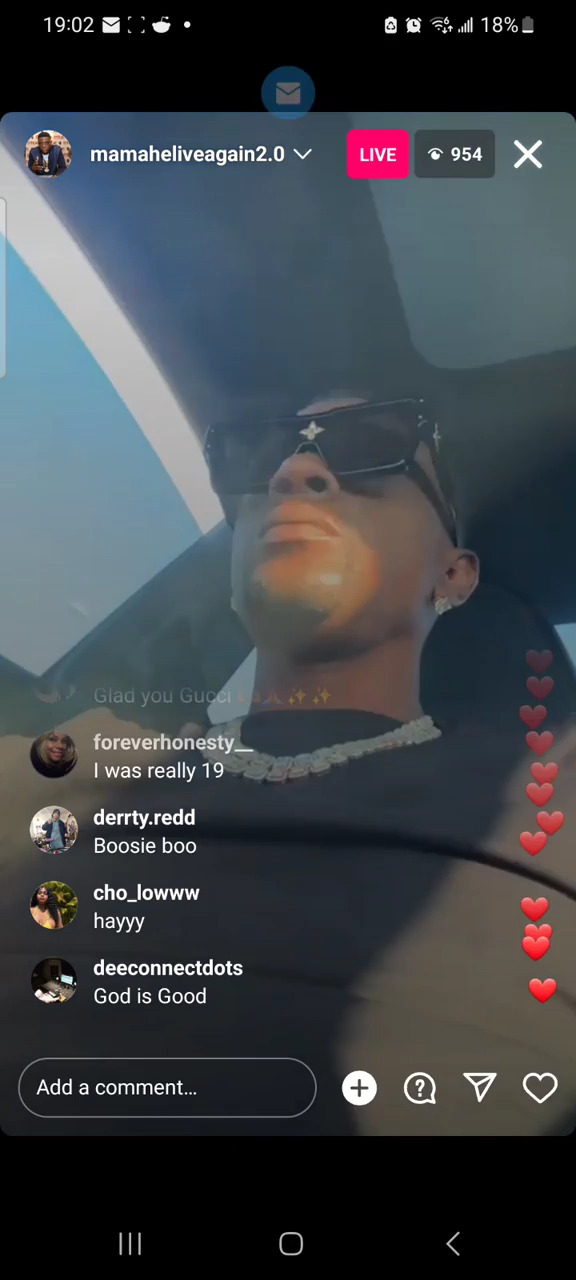 19:02
18%
mamaheliveagain2.0
LIVE
954
Glad you Gucci
foreverhonesty__
I was really 19
derrty.redd
Boosie boo
cho_lowww
hayyy
deeconnectdots
God is Good
Add a comment…